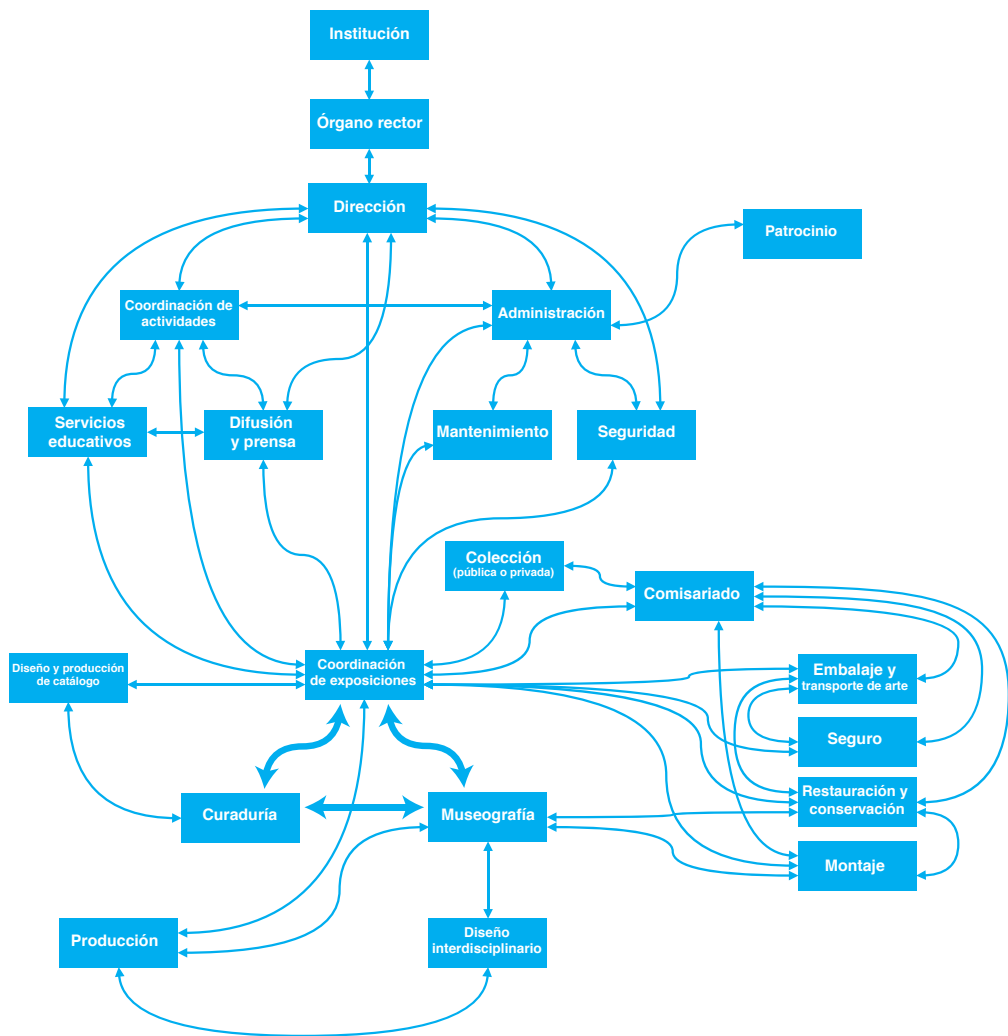 Institución
Órgano rector
Dirección
Patrocinio
Coordinación de
actividades
Administración
Servicios
educativos
Difusión
y prensa
Mantenimiento
Seguridad
Colección
(pública o privada)
Comisariado
Diseño y producción
de catálogo
Coordinación
de exposiciones
Embalaje y
transporte de arte
Seguro
Curaduría
Museografía
Restauración y
conservación
Montaje
Producción
Diseño
interdisciplinario